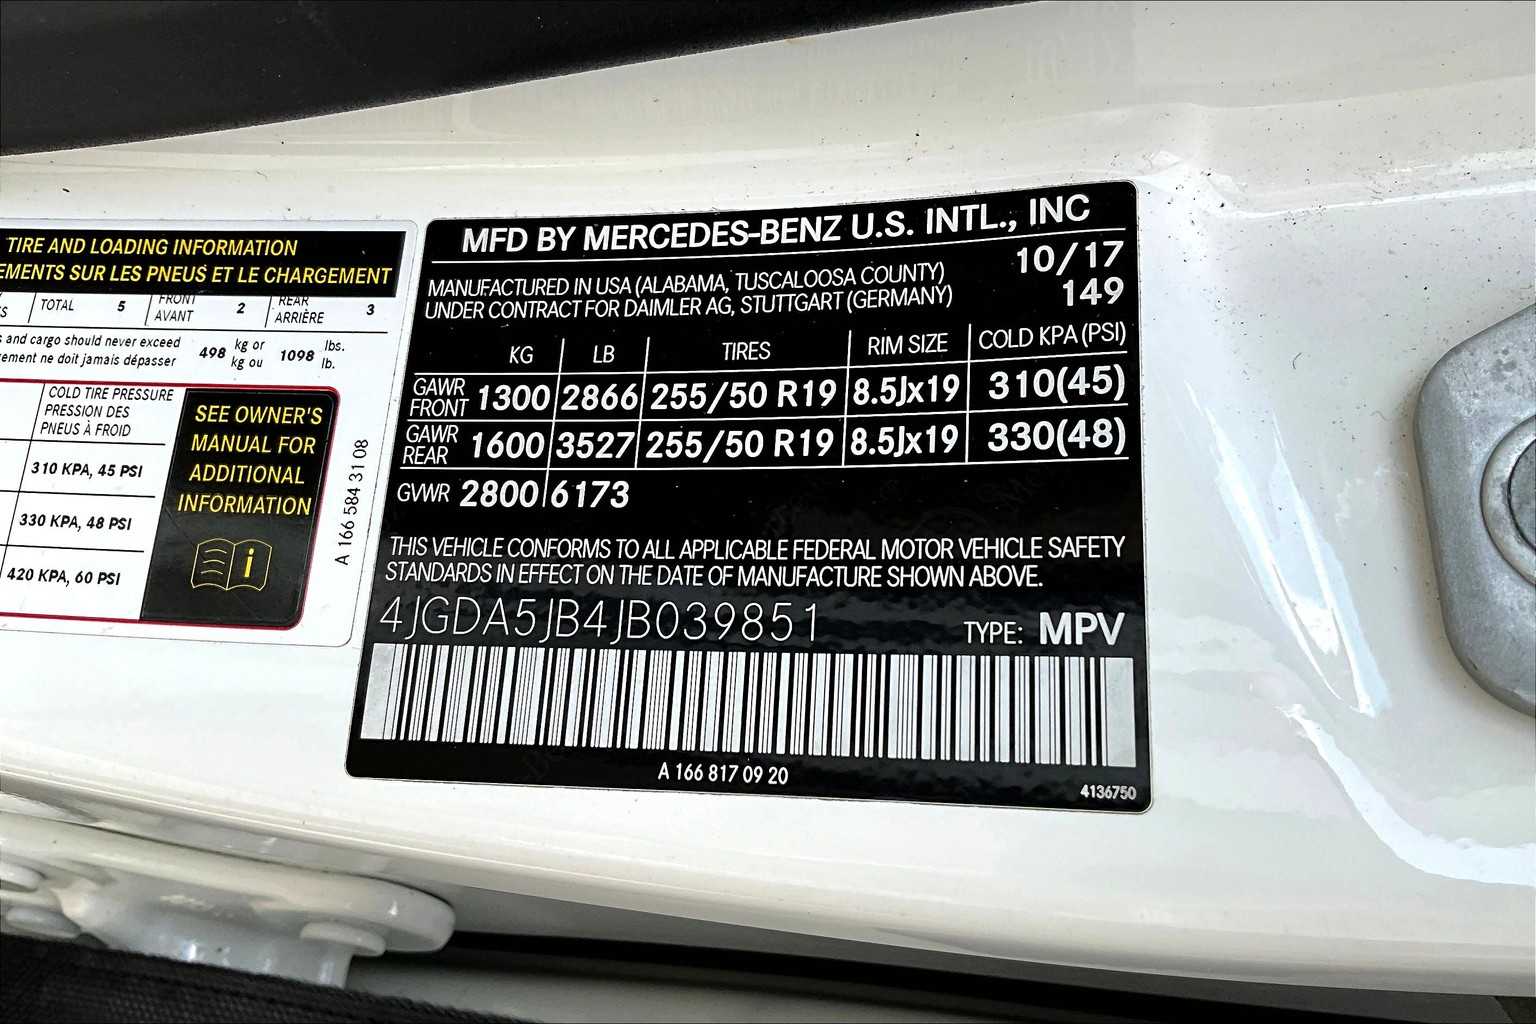 TIRE AND LOADING INFORMATION
EMENTS SUR LES PNEUS ET LE CHARGEMENT
TOTAL 5 FRONT AVANT 2 REAR ARRIÈRE 3
and cargo should never exceed
ement ne doit jamais dépasser
498 kg or kg ou 1098 lbs. lb.
COLD TIRE PRESSURE
PRESSION DES
PNEUS À FROID
310 KPA, 45 PSI
330 KPA, 48 PSI
420 KPA, 60 PSI
SEE OWNER'S
MANUAL FOR
ADDITIONAL
INFORMATION
i
A 166 584 31 08
MFD BY MERCEDES-BENZ U.S. INTL., INC
MANUFACTURED IN USA (ALABAMA, TUSCALOOSA COUNTY)
UNDER CONTRACT FOR DAIMLER AG, STUTTGART (GERMANY)
10/17
149
KG LB TIRES RIM SIZE COLD KPA (PSI)
GAWR FRONT 1300 2866 255/50 R19 8.5Jx19 310(45)
GAWR REAR 1600 3527 255/50 R19 8.5Jx19 330(48)
GVWR 2800 6173
THIS VEHICLE CONFORMS TO ALL APPLICABLE FEDERAL MOTOR VEHICLE SAFETY
STANDARDS IN EFFECT ON THE DATE OF MANUFACTURE SHOWN ABOVE.
4JGDA5JB4JB039851 TYPE: MPV
A 166 817 09 20
4136750